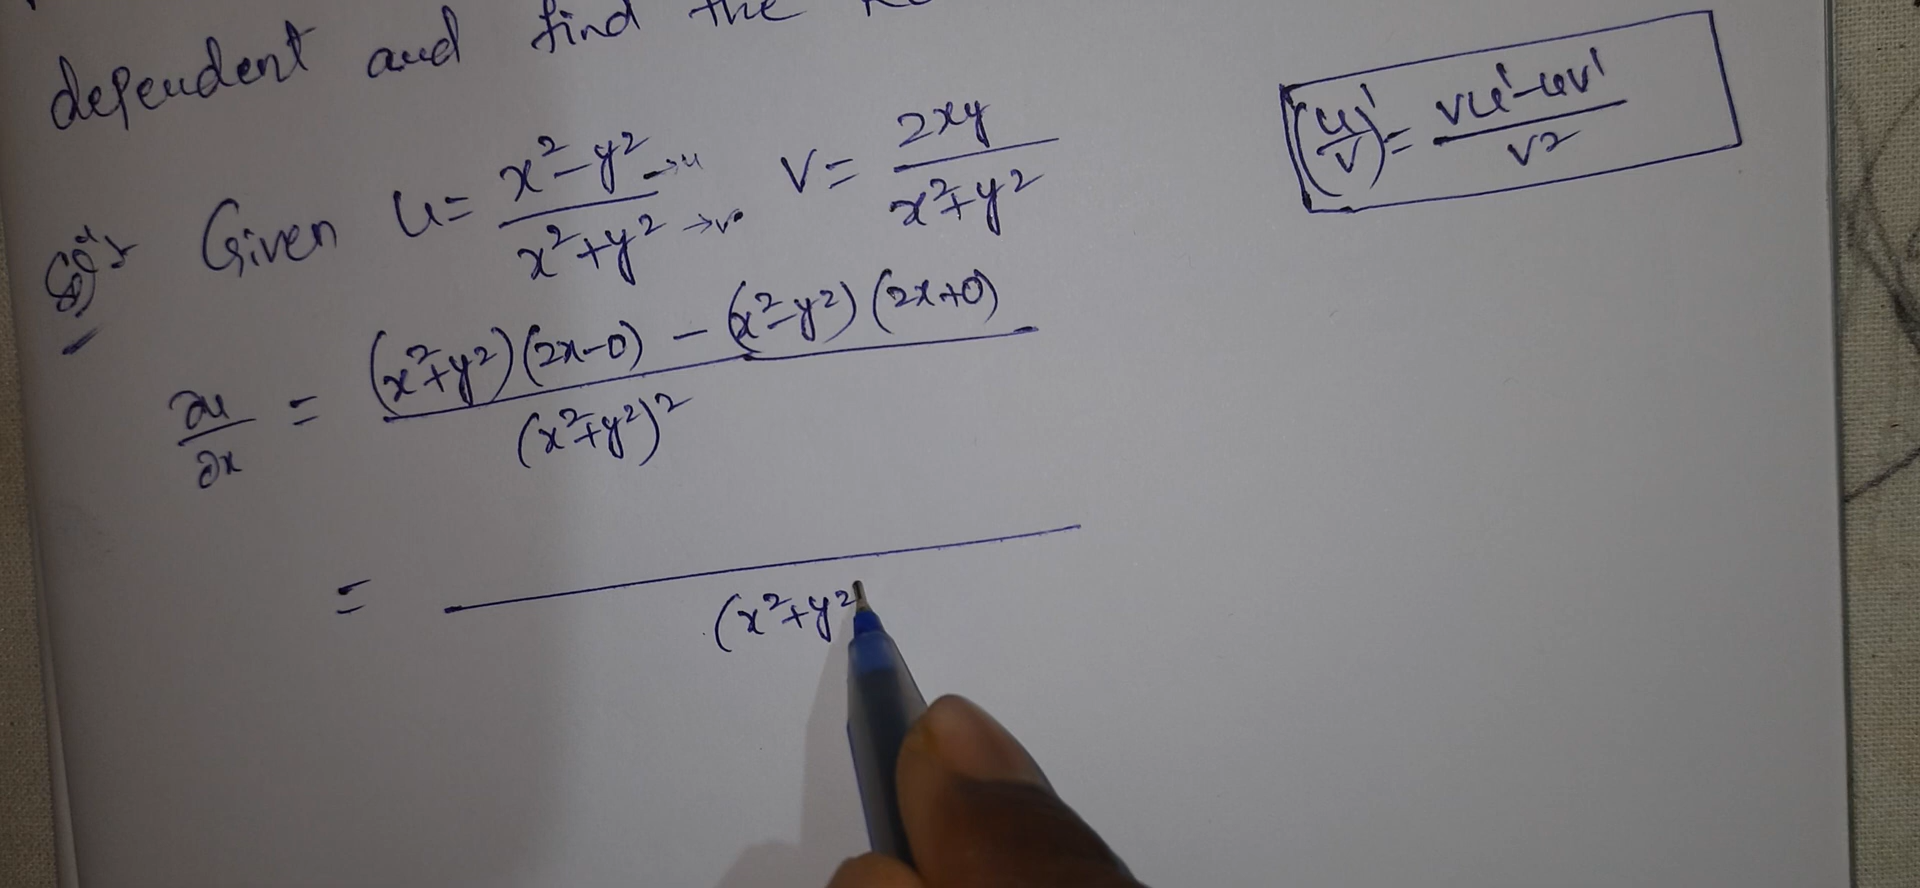 dependent and find the
Solⁿ: Given u = (x²-y²)/(x²+y²) →u →v V = 2xy/(x²+y²)
(u/v)' = (vu'-uv')/v²
∂u/∂x = ((x²+y²)(2x-0) - (x²-y²)(2x+0))/(x²+y²)²
= /(x²+y²